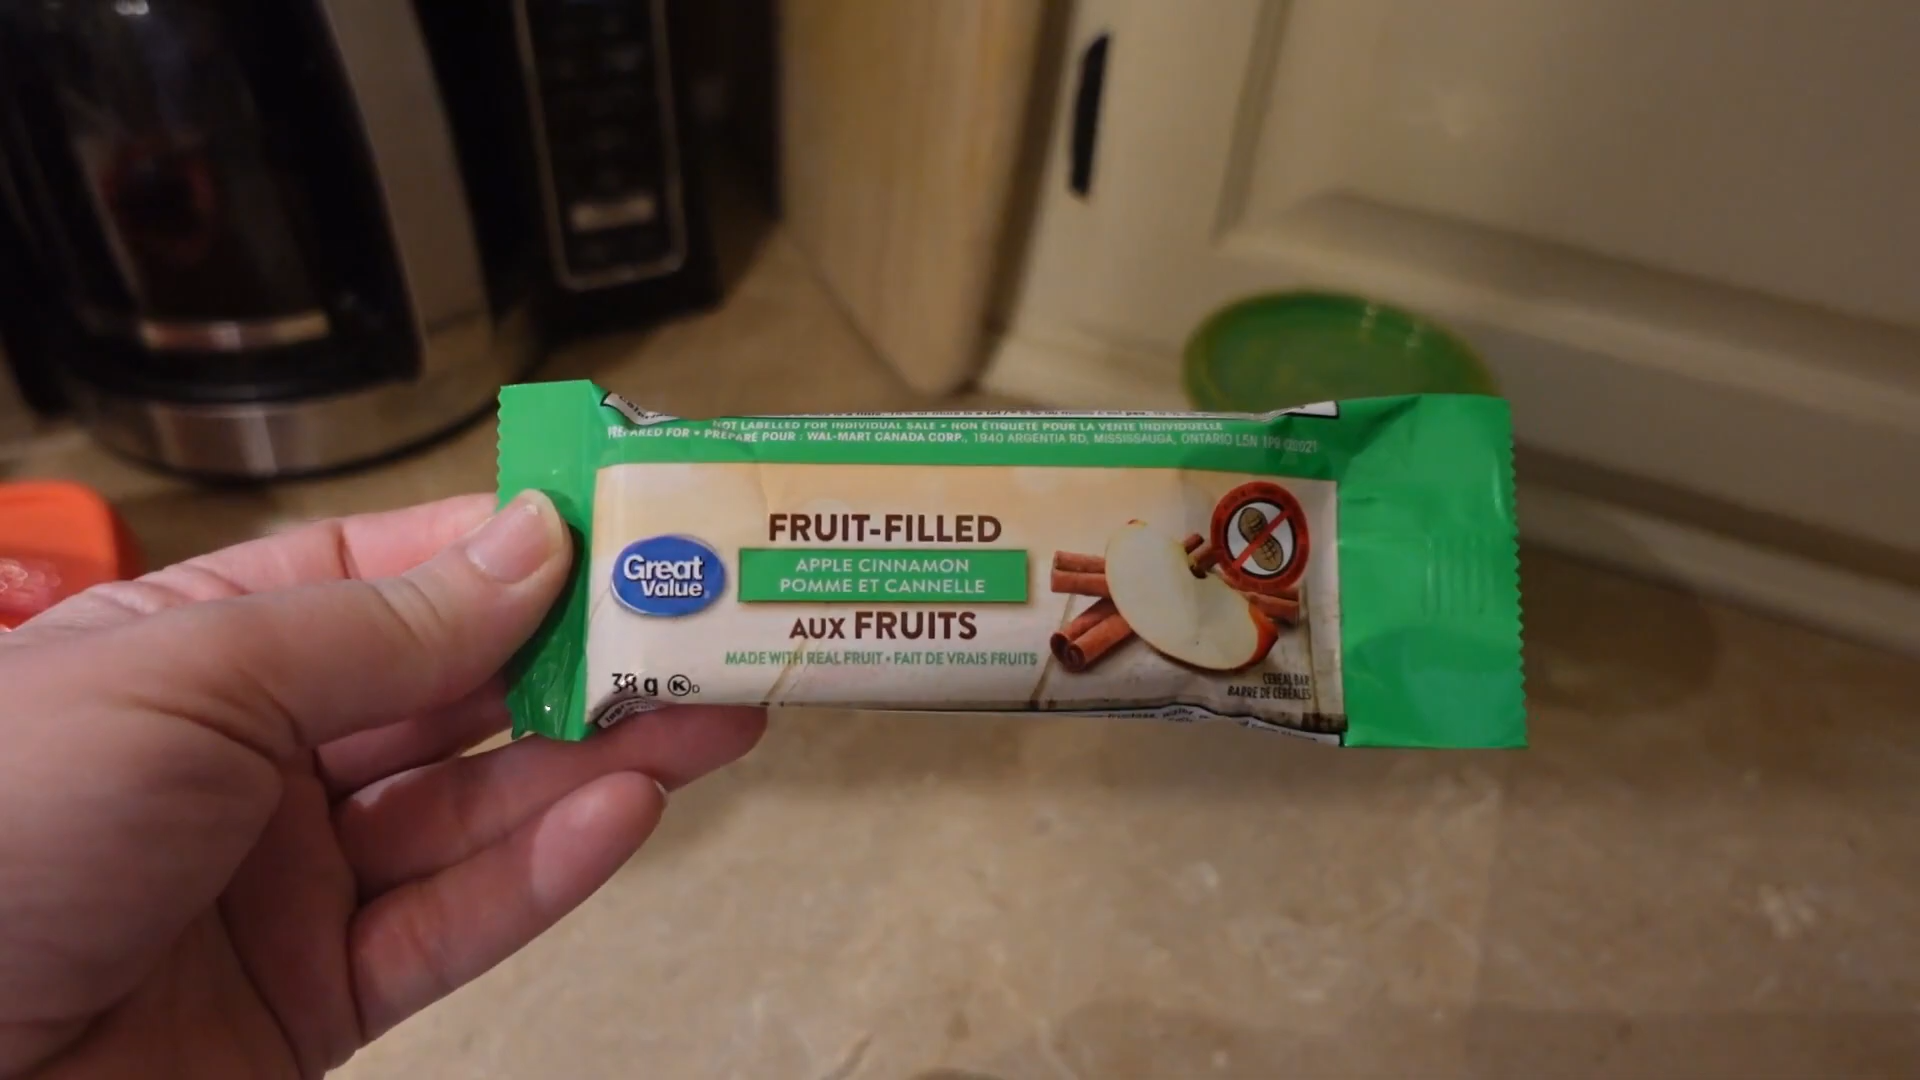 NOT LABELLED FOR INDIVIDUAL SALE • NON ÉTIQUETÉ POUR LA VENTE INDIVIDUELLE
PREPARED FOR • PRÉPARÉ POUR : WAL-MART CANADA CORP., 1940 ARGENTIA RD, MISSISSAUGA, ONTARIO L5N 1P9
FRUIT-FILLED
Great
Value
APPLE CINNAMON
POMME ET CANNELLE
AUX FRUITS
MADE WITH REAL FRUIT • FAIT DE VRAIS FRUITS
38 g K D
CEREAL BAR
BARRE DE CÉRÉALES